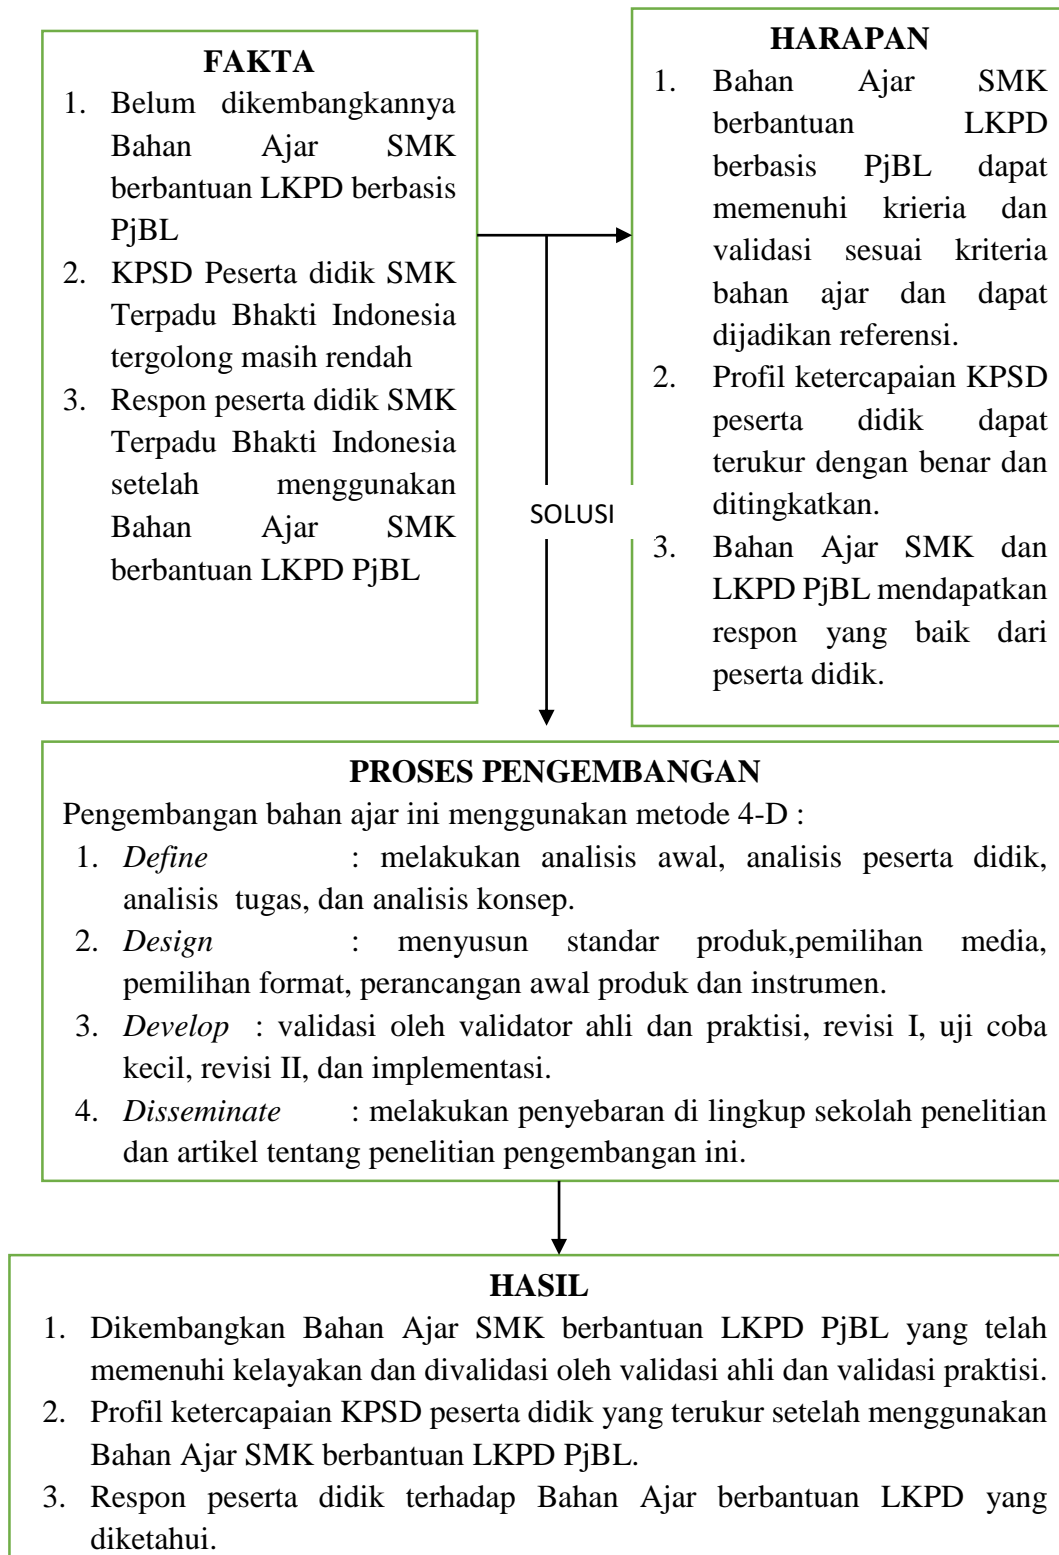 FAKTA
1. Belum dikembangkannya
Bahan Ajar SMK
berbantuan LKPD berbasis
PjBL
2. KPSD Peserta didik SMK
Terpadu Bhakti Indonesia
tergolong masih rendah
3. Respon peserta didik SMK
Terpadu Bhakti Indonesia
setelah menggunakan
Bahan Ajar SMK
berbantuan LKPD PjBL
HARAPAN
1. Bahan Ajar SMK
berbantuan LKPD
berbasis PjBL dapat
memenuhi krieria dan
validasi sesuai kriteria
bahan ajar dan dapat
dijadikan referensi.
2. Profil ketercapaian KPSD
peserta didik dapat
terukur dengan benar dan
ditingkatkan.
3. Bahan Ajar SMK dan
LKPD PjBL mendapatkan
respon yang baik dari
peserta didik.
SOLUSI
PROSES PENGEMBANGAN
Pengembangan bahan ajar ini menggunakan metode 4-D :
1. Define : melakukan analisis awal, analisis peserta didik,
analisis tugas, dan analisis konsep.
2. Design : menyusun standar produk,pemilihan media,
pemilihan format, perancangan awal produk dan instrumen.
3. Develop : validasi oleh validator ahli dan praktisi, revisi I, uji coba
kecil, revisi II, dan implementasi.
4. Disseminate : melakukan penyebaran di lingkup sekolah penelitian
dan artikel tentang penelitian pengembangan ini.
HASIL
1. Dikembangkan Bahan Ajar SMK berbantuan LKPD PjBL yang telah
memenuhi kelayakan dan divalidasi oleh validasi ahli dan validasi praktisi.
2. Profil ketercapaian KPSD peserta didik yang terukur setelah menggunakan
Bahan Ajar SMK berbantuan LKPD PjBL.
3. Respon peserta didik terhadap Bahan Ajar berbantuan LKPD yang
diketahui.